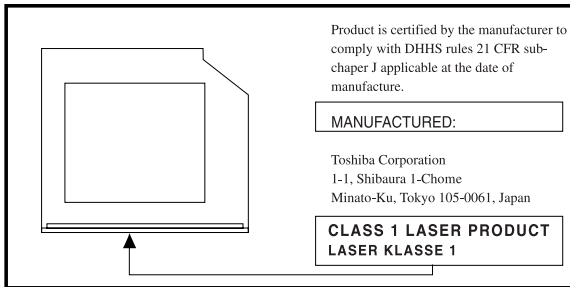 Product is certified by the manufacturer to
comply with DHHS rules 21 CFR sub-
chaper J applicable at the date of
manufacture.
MANUFACTURED:
Toshiba Corporation
1-1, Shibaura 1-Chome
Minato-Ku, Tokyo 105-0061, Japan
CLASS 1 LASER PRODUCT
LASER KLASSE 1